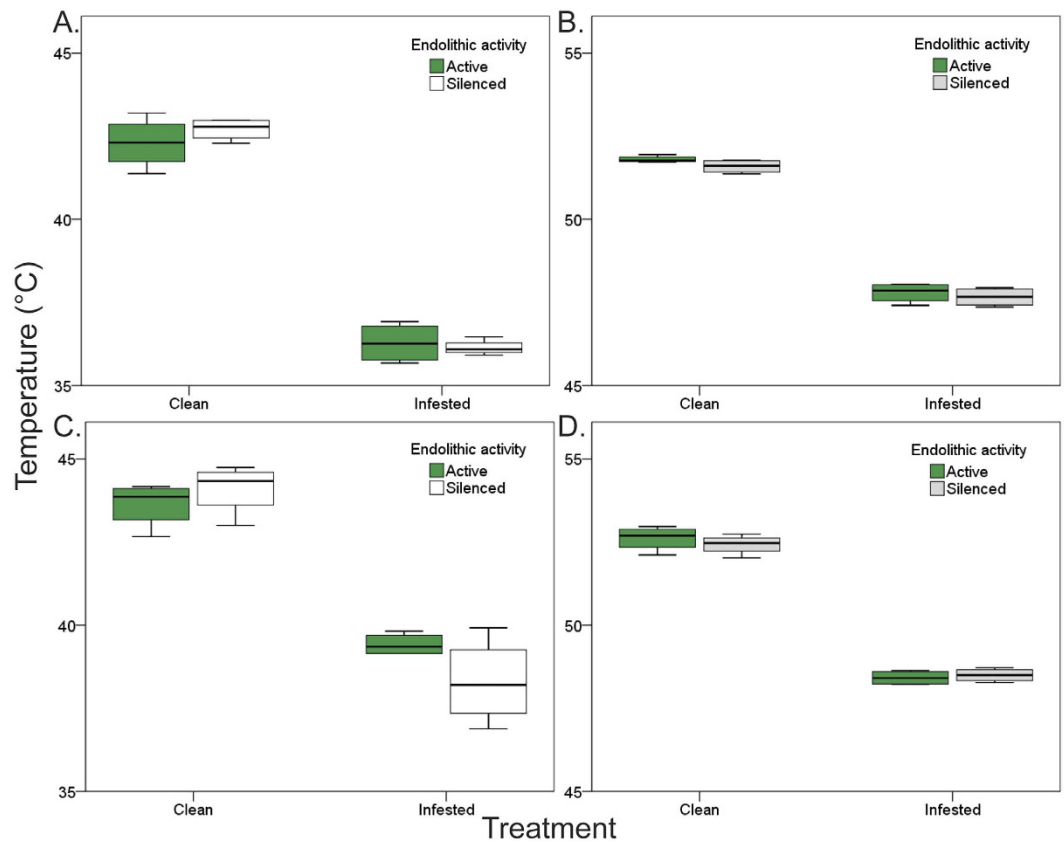 A.
Endolithic activity
Active
Silenced
45
40
35
Clean
Infested
B.
Endolithic activity
Active
Silenced
55
50
45
Clean
Infested
Temperature (°C)
C.
Endolithic activity
Active
Silenced
45
40
35
Clean
Infested
D.
Endolithic activity
Active
Silenced
55
50
45
Clean
Infested
Treatment